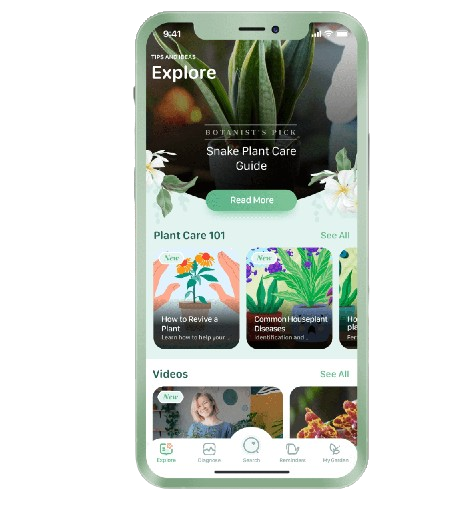 9:41
TIPS AND IDEAS
Explore
BOTANIST'S PICK
Snake Plant Care
Guide
Read More
Plant Care 101
See All
New
How to Revive a
Plant
Learn how to help your...
New
Common Houseplant
Diseases
Identification and...
Ho
pla
Fer
Videos
See All
New
Explore
Diagnose
Search
Reminders
My Garden